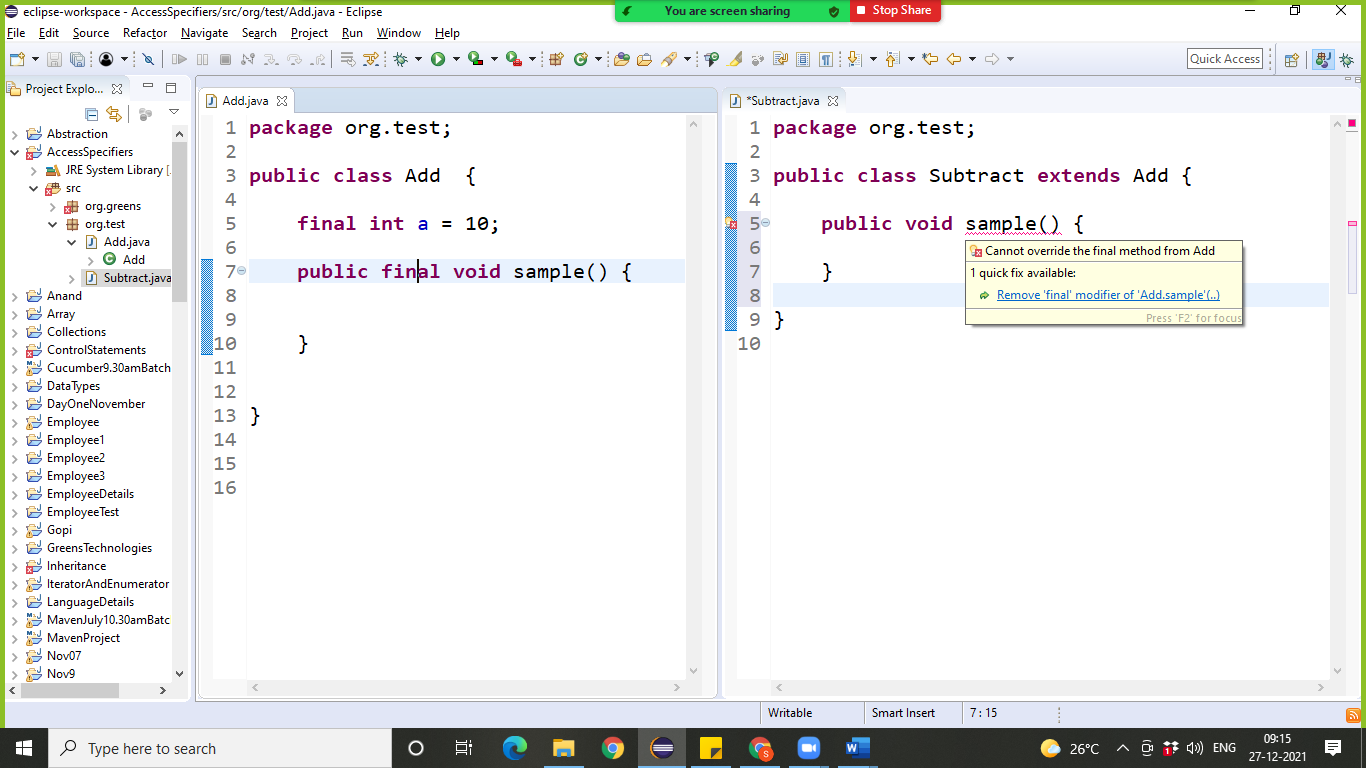 eclipse-workspace - AccessSpecifiers/src/org/test/Add.java - Eclipse
You are screen sharing
Stop Share
File Edit Source Refactor Navigate Search Project Run Window Help
Quick Access
Project Explo...
Abstraction
AccessSpecifiers
JRE System Library [
src
org.greens
org.test
Add.java
Add
Subtract.java
Anand
Array
Collections
ControlStatements
Cucumber9.30amBatch
DataTypes
DayOneNovember
Employee
Employee1
Employee2
Employee3
EmployeeDetails
EmployeeTest
Gopi
GreensTechnologies
Inheritance
IteratorAndEnumerator
LanguageDetails
MavenJuly10.30amBatc
MavenProject
Nov07
Nov9
Add.java
1 package org.test;
2
3 public class Add {
4
5 final int a = 10;
6
7 public final void sample() {
8
9
10 }
11
12
13 }
14
15
16
*Subtract.java
1 package org.test;
2
3 public class Subtract extends Add {
4
5 public void sample() {
6
7 }
8
9 }
10
Cannot override the final method from Add
1 quick fix available:
Remove 'final' modifier of 'Add.sample'(..)
Press 'F2' for focus
Writable Smart Insert 7 : 15
Type here to search
26°C
ENG
09:15
27-12-2021